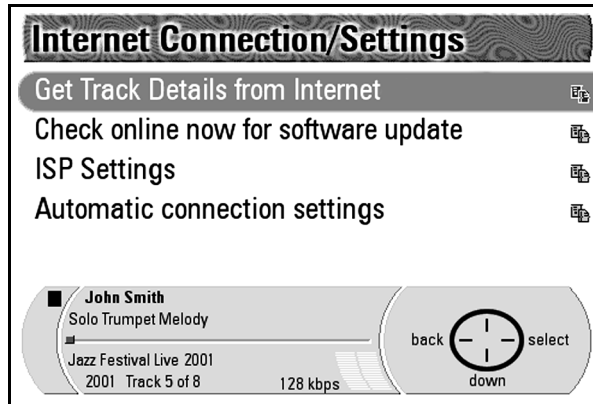 Internet Connection/Settings
Get Track Details from Internet
Check online now for software update
ISP Settings
Automatic connection settings
John Smith
Solo Trumpet Melody
Jazz Festival Live 2001
2001 Track 5 of 8 128 kbps
back select
down